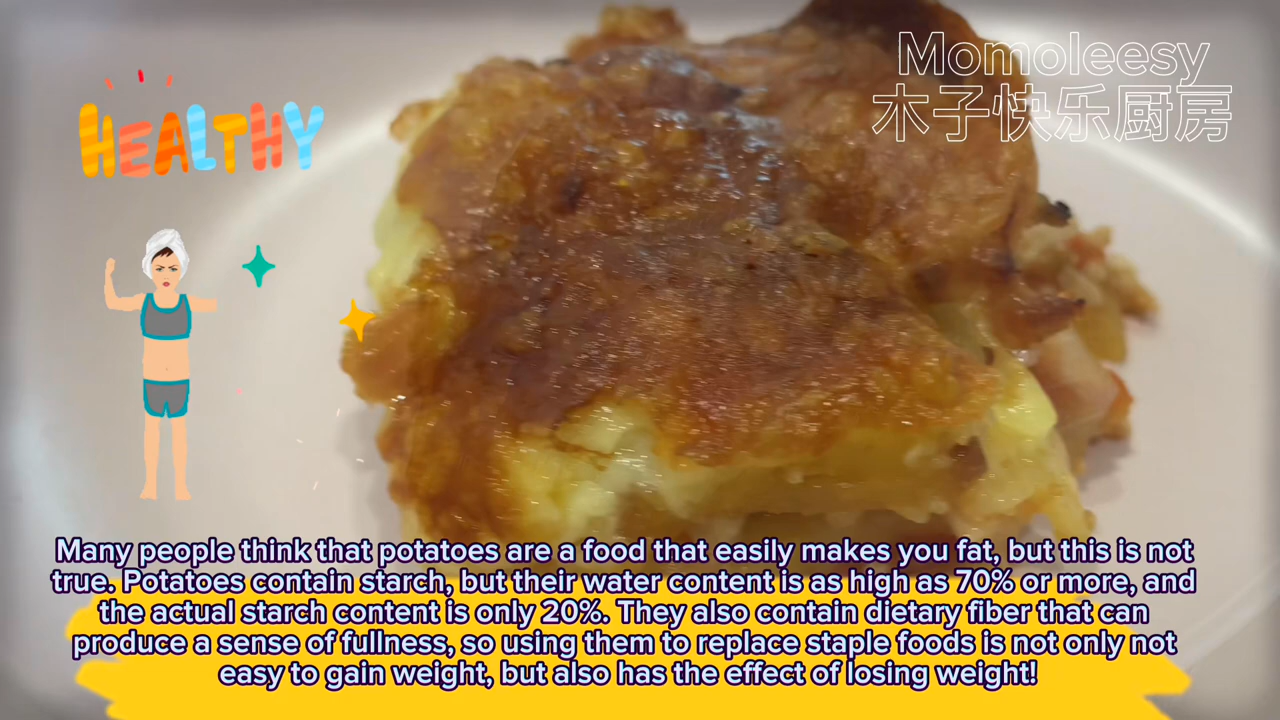 Momoleesy
木子快乐厨房
HEALTHY
Many people think that potatoes are a food that easily makes you fat, but this is not
true. Potatoes contain starch, but their water content is as high as 70% or more, and
the actual starch content is only 20%. They also contain dietary fiber that can
produce a sense of fullness, so using them to replace staple foods is not only not
easy to gain weight, but also has the effect of losing weight!